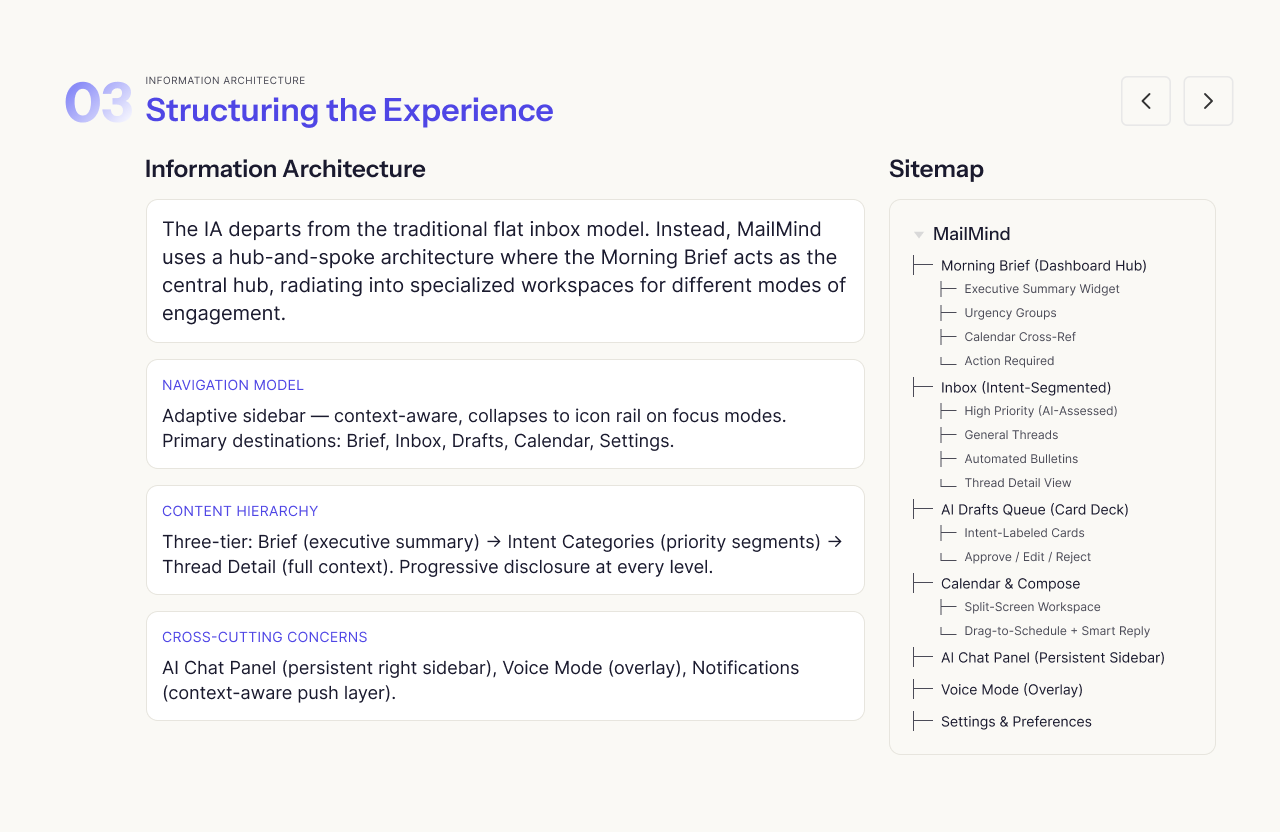 03
INFORMATION ARCHITECTURE
Structuring the Experience
Information Architecture
The IA departs from the traditional flat inbox model. Instead, MailMind
uses a hub-and-spoke architecture where the Morning Brief acts as the
central hub, radiating into specialized workspaces for different modes of
engagement.
NAVIGATION MODEL
Adaptive sidebar — context-aware, collapses to icon rail on focus modes.
Primary destinations: Brief, Inbox, Drafts, Calendar, Settings.
CONTENT HIERARCHY
Three-tier: Brief (executive summary) → Intent Categories (priority segments) →
Thread Detail (full context). Progressive disclosure at every level.
CROSS-CUTTING CONCERNS
AI Chat Panel (persistent right sidebar), Voice Mode (overlay), Notifications
(context-aware push layer).
Sitemap
MailMind
Morning Brief (Dashboard Hub)
Executive Summary Widget
Urgency Groups
Calendar Cross-Ref
Action Required
Inbox (Intent-Segmented)
High Priority (AI-Assessed)
General Threads
Automated Bulletins
Thread Detail View
AI Drafts Queue (Card Deck)
Intent-Labeled Cards
Approve / Edit / Reject
Calendar & Compose
Split-Screen Workspace
Drag-to-Schedule + Smart Reply
AI Chat Panel (Persistent Sidebar)
Voice Mode (Overlay)
Settings & Preferences